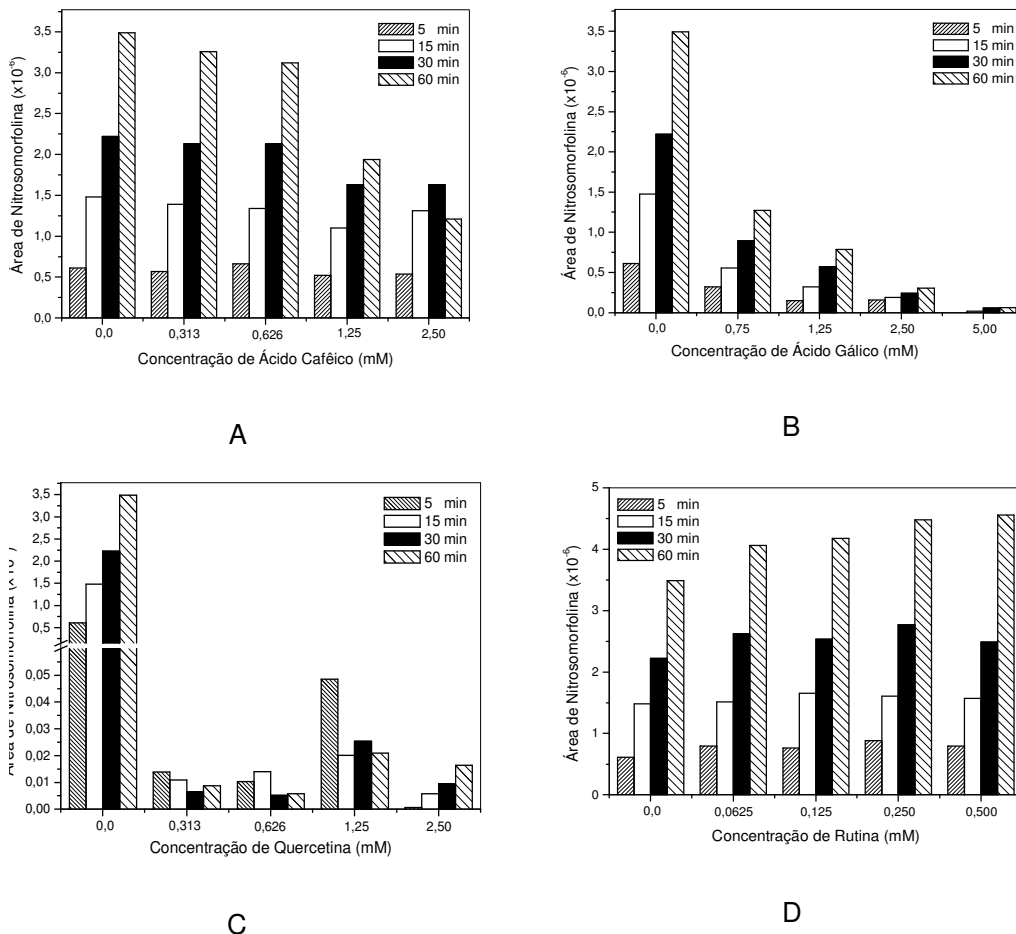 3,5
3,0
2,5
2,0
1,5
1,0
0,5
0,0
Área de Nitrosomorfolina (x10⁻⁶)
5 min
15 min
30 min
60 min
0,0 0,313 0,626 1,25 2,50
Concentração de Ácido Cafêico (mM)
A
3,5
3,0
2,5
2,0
1,5
1,0
0,5
0,0
Área de Nitrosomorfolina (x10⁻⁶)
5 min
15 min
30 min
60 min
0,0 0,75 1,25 2,50 5,00
Concentração de Ácido Gálico (mM)
B
3,5
3,0
2,5
2,0
1,5
1,0
0,5
0,05
0,04
0,03
0,02
0,01
0,00
de Nitrosomorfolina
5 min
15 min
30 min
60 min
0,0 0,313 0,626 1,25 2,50
Concentração de Quercetina (mM)
C
5
4
3
2
1
0
Área de Nitrosomorfolina (x10⁻⁶)
5 min
15 min
30 min
60 min
0,0 0,0625 0,125 0,250 0,500
Concentração de Rutina (mM)
D